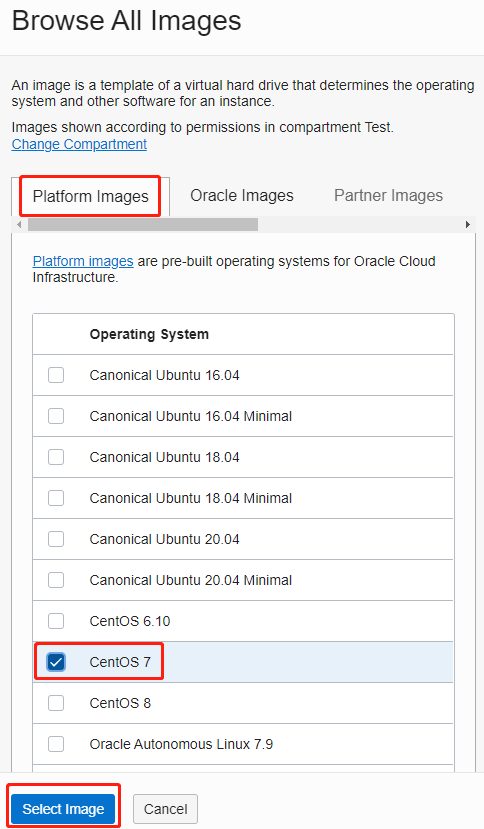 Browse All Images
An image is a template of a virtual hard drive that determines the operating
system and other software for an instance.
Images shown according to permissions in compartment Test.
Change Compartment
Platform Images
Oracle Images
Partner Images
Platform images are pre-built operating systems for Oracle Cloud
Infrastructure.
Operating System
Canonical Ubuntu 16.04
Canonical Ubuntu 16.04 Minimal
Canonical Ubuntu 18.04
Canonical Ubuntu 18.04 Minimal
Canonical Ubuntu 20.04
Canonical Ubuntu 20.04 Minimal
CentOS 6.10
CentOS 7
CentOS 8
Oracle Autonomous Linux 7.9
Select Image
Cancel